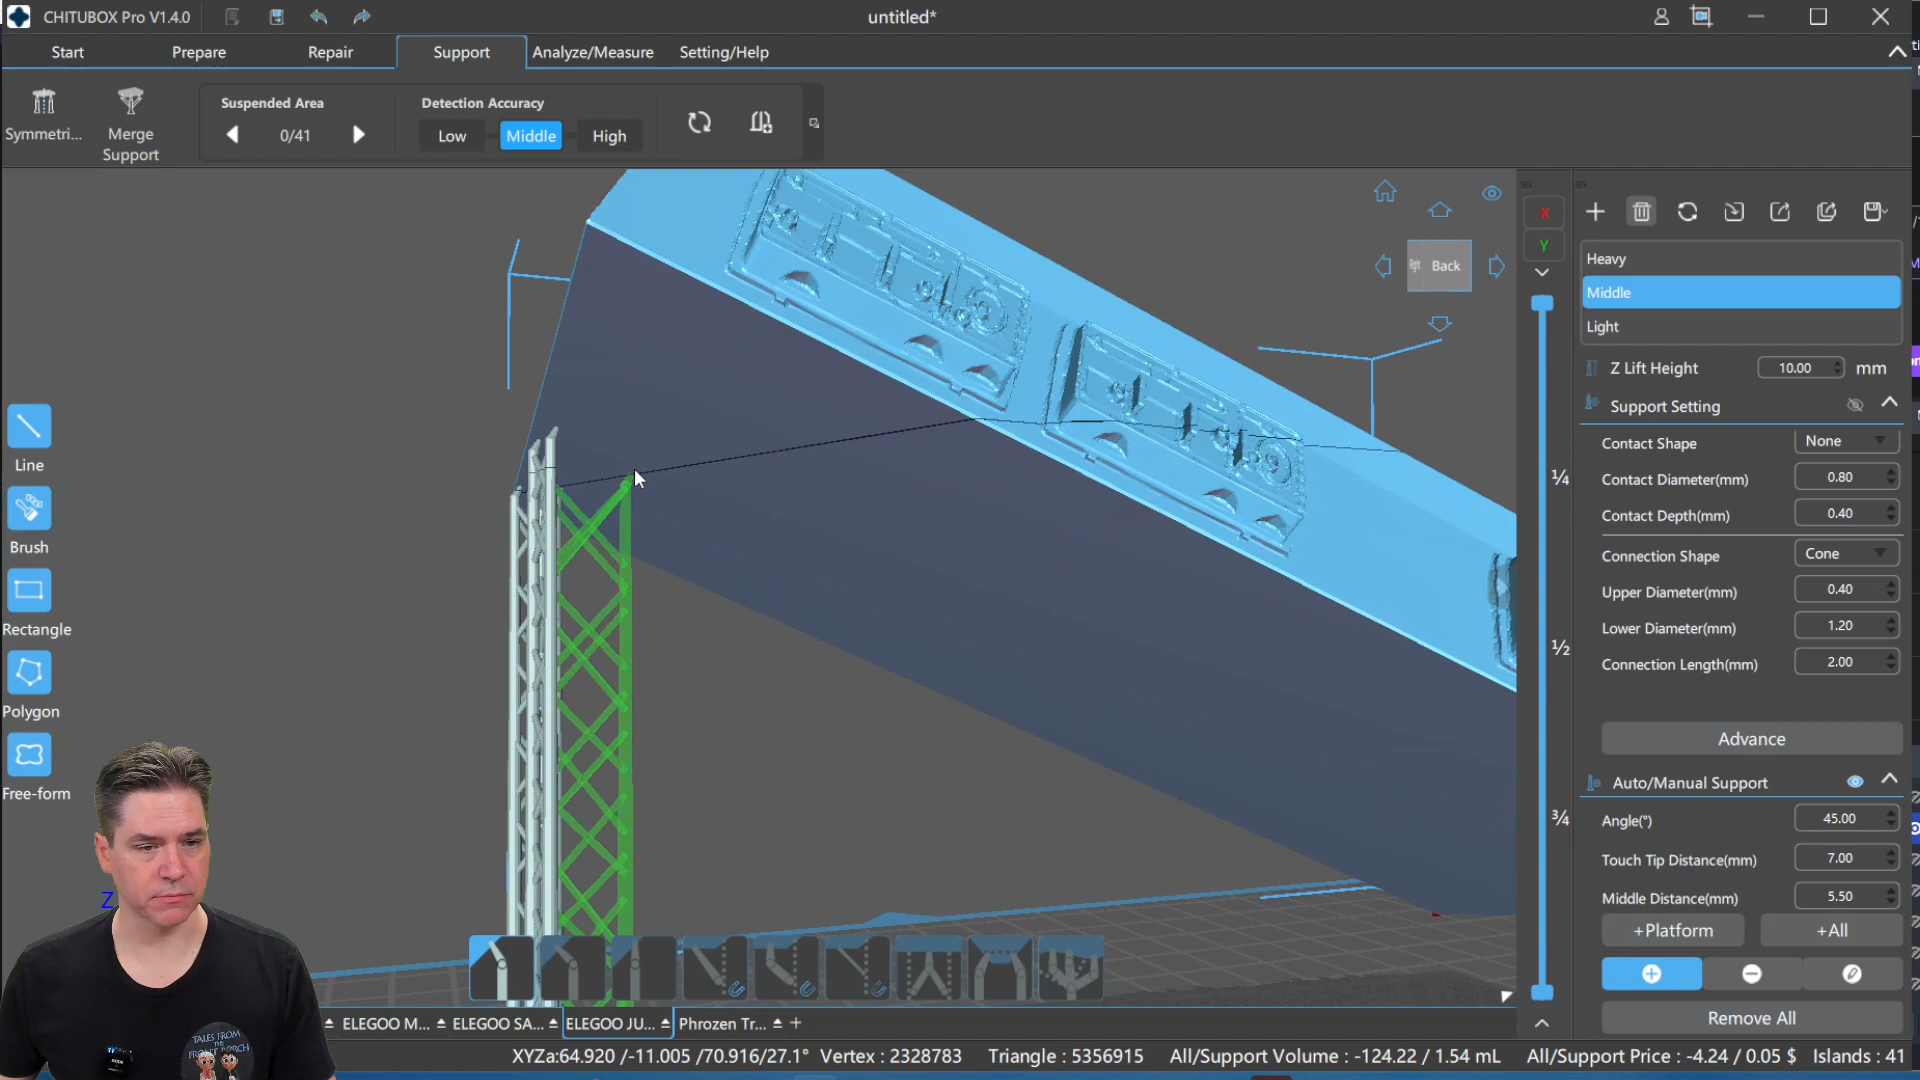 CHITUBOX Pro V1.4.0
untitled*
Start
Prepare
Repair
Support
Analyze/Measure
Setting/Help
Symmetri...
Merge
Support
Suspended Area
0/41
Detection Accuracy
Low
Middle
High
Back
X
Y
Heavy
Middle
Light
Z Lift Height
10.00
mm
Support Setting
Contact Shape
None
Contact Diameter(mm)
0.80
Contact Depth(mm)
0.40
Connection Shape
Cone
Upper Diameter(mm)
0.40
Lower Diameter(mm)
1.20
Connection Length(mm)
2.00
Advance
Auto/Manual Support
Angle(°)
45.00
Touch Tip Distance(mm)
7.00
Middle Distance(mm)
5.50
+Platform
+All
Remove All
¼
½
¾
Line
Brush
Rectangle
Polygon
Free-form
Z
TALES FROM
THE
FRONT PORCH
ELEGOO M...
ELEGOO SA...
ELEGOO JU...
Phrozen Tr...
XYZa:64.920 /-11.005 /70.916/27.1° Vertex : 2328783 Triangle : 5356915 All/Support Volume : -124.22 / 1.54 mL All/Support Price : -4.24 / 0.05 $ Islands : 41